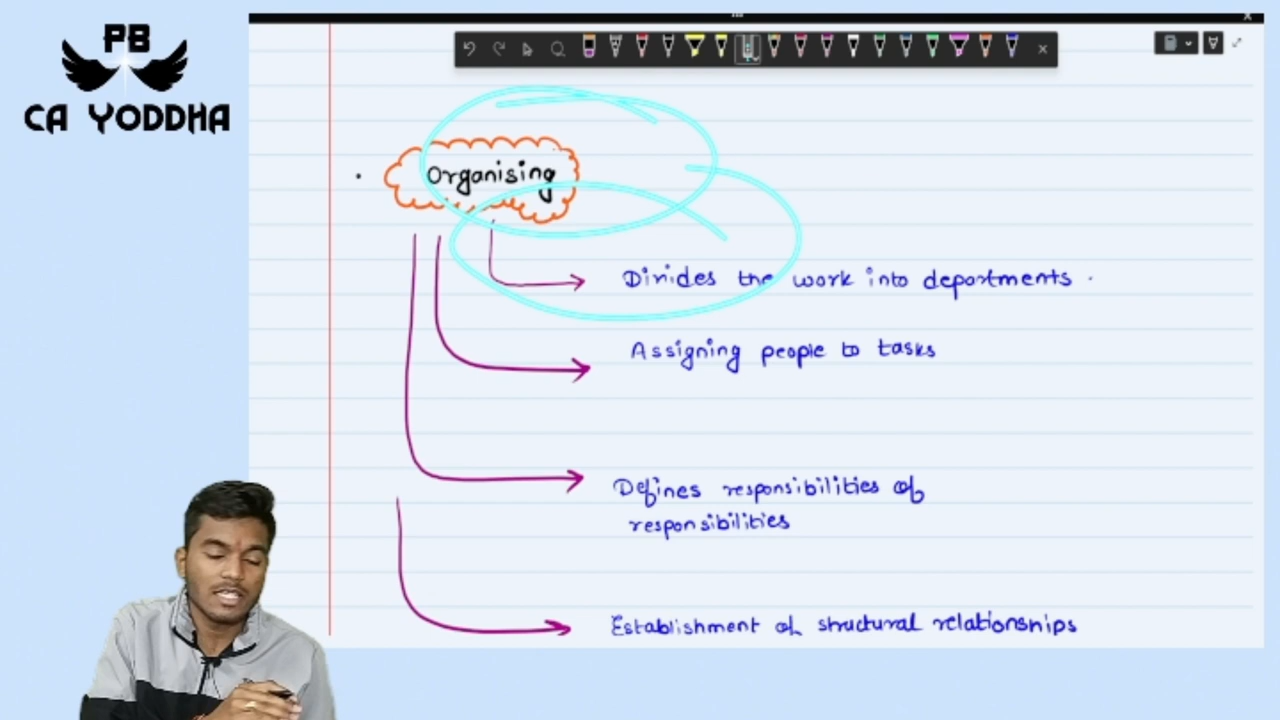 PB
CA YODDHA
Organising
Divides the work into departments.
Assigning people to tasks
Defines responsibilities of
responsibilities
Establishment of structural relationships